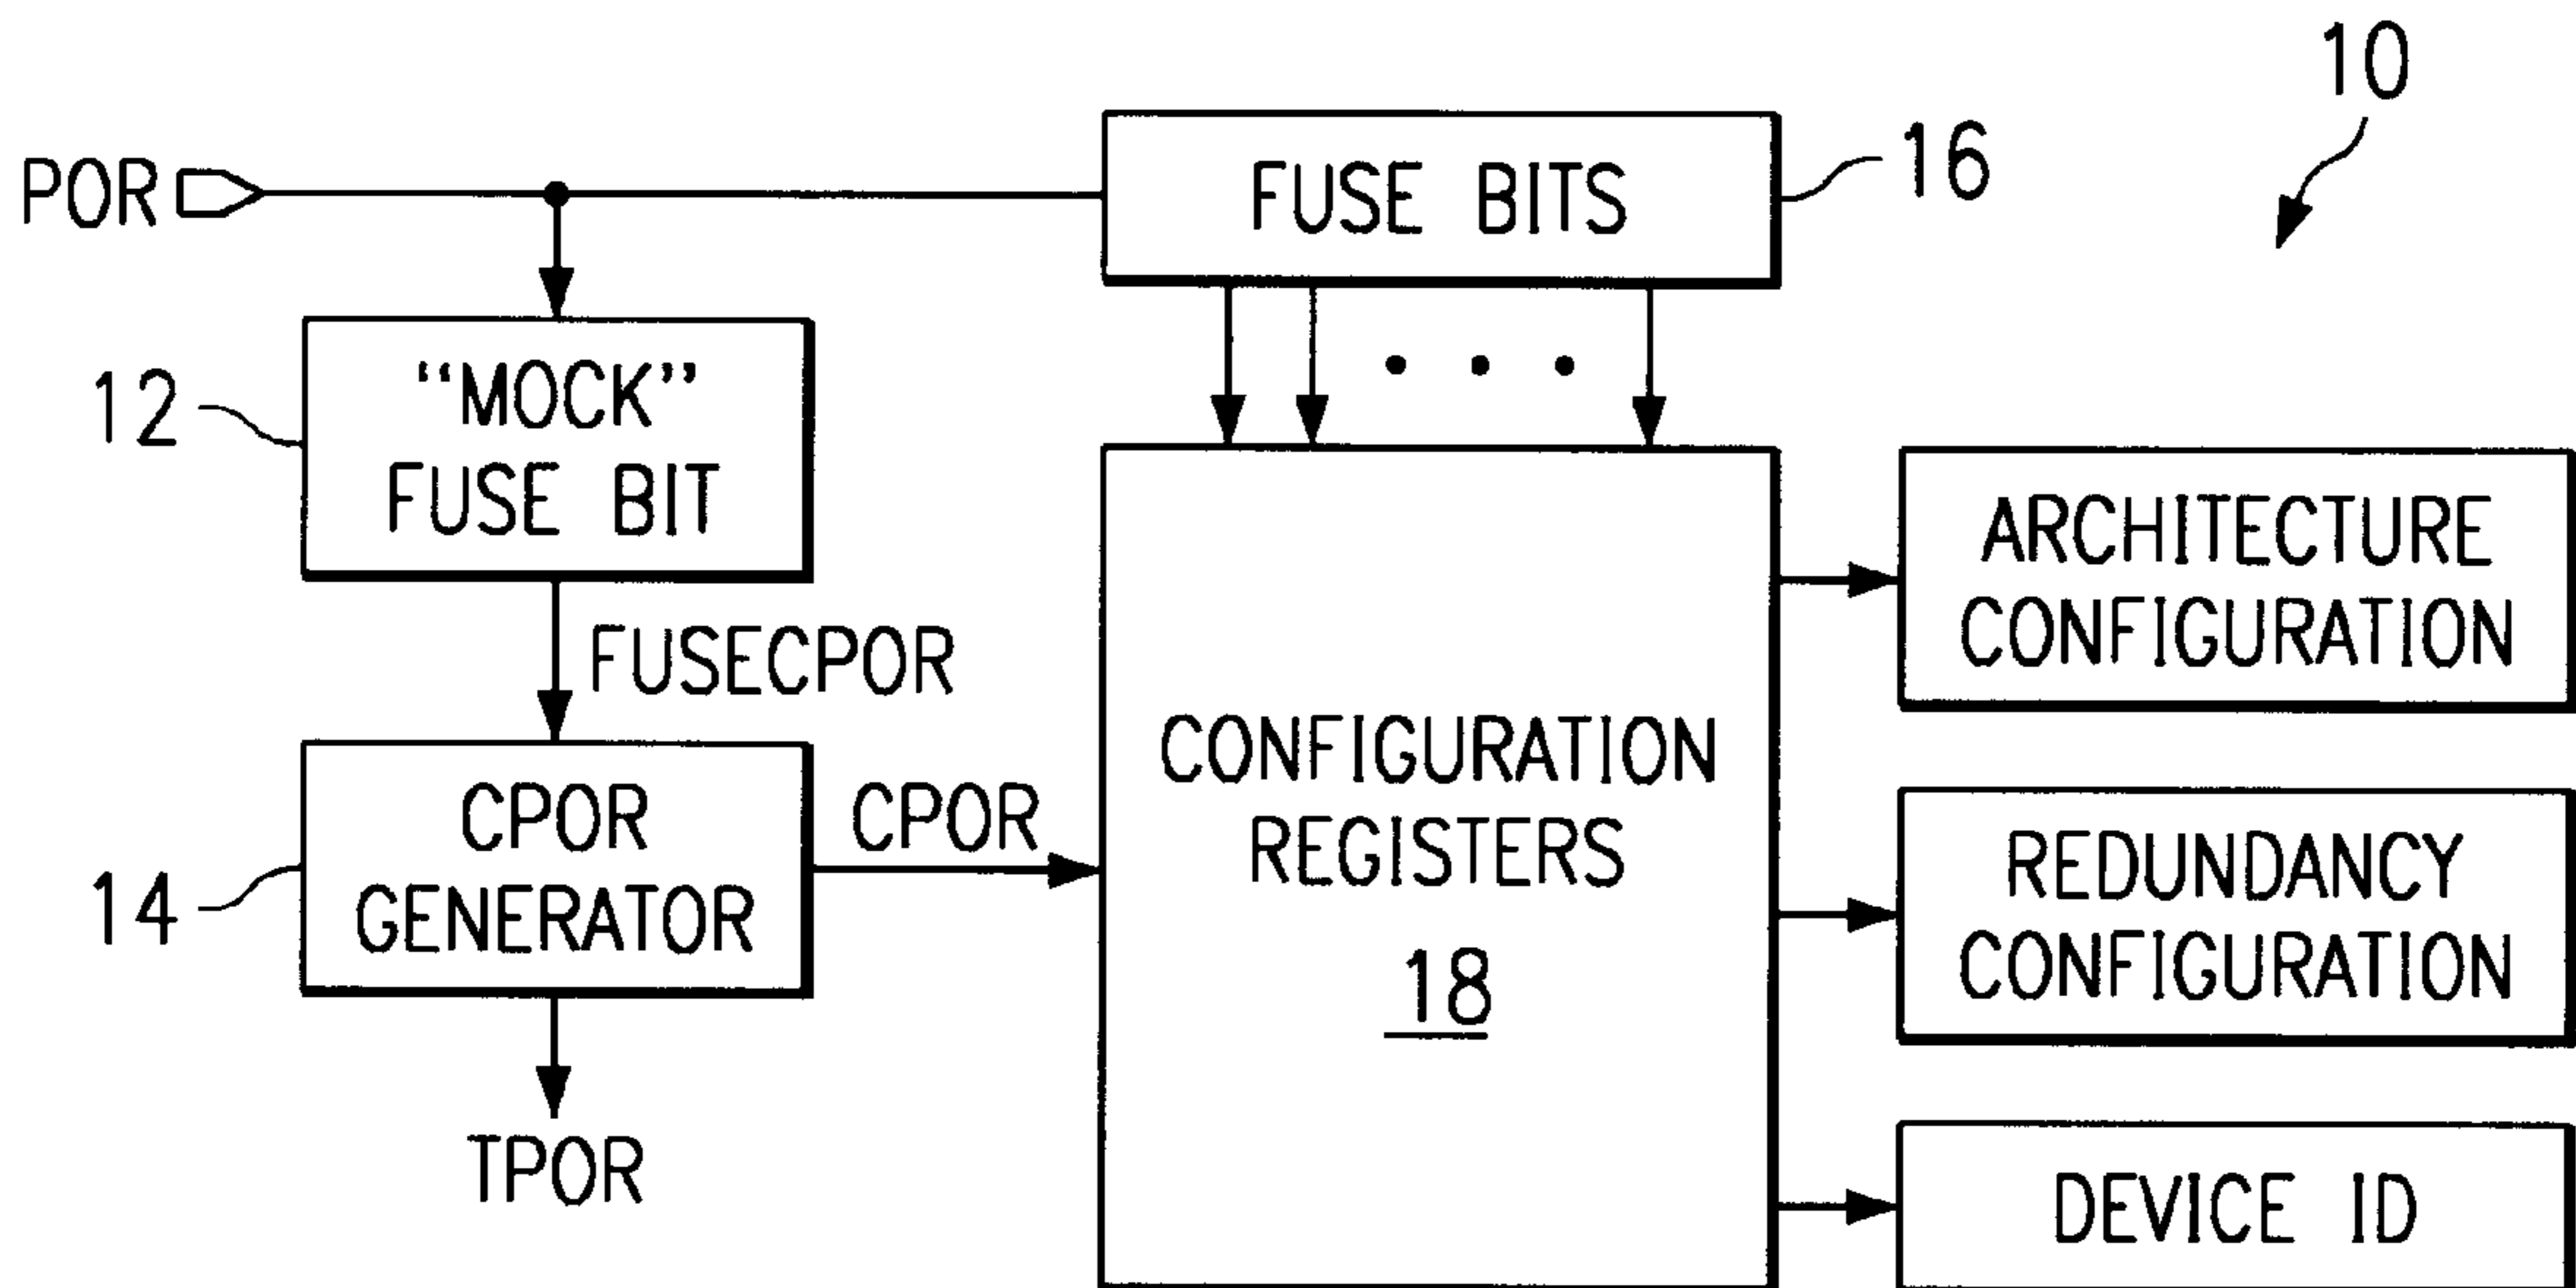 10
POR
FUSE BITS
16
12
“MOCK”
FUSE BIT
FUSECPOR
14
CPOR
GENERATOR
CPOR
TPOR
CONFIGURATION
REGISTERS
18
ARCHITECTURE
CONFIGURATION
REDUNDANCY
CONFIGURATION
DEVICE ID